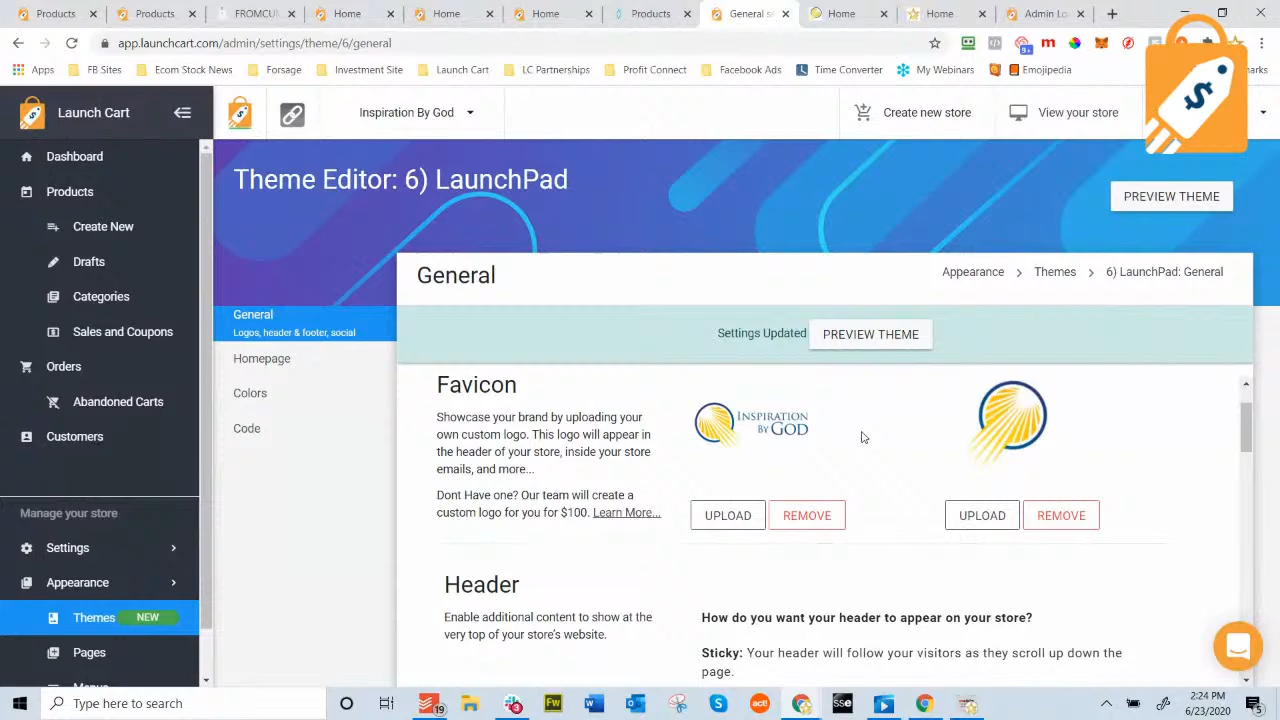 Products
Products
FROMCU
Home
Products
Home
Products
General se
Home
Home
Admin Lo
app.launchcart.com/admin/settings/theme/6/general
9+
m
Apps
FB Sites
Ecom Stock News
Forsage
Investment Site
Launch Cart
LC Partnerships
Profit Connect
Facebook Ads
Time Converter
My Webinars
Emojipedia
Launch Cart
Inspiration By God
Create new store
View your store
$
Dashboard
Products
Create New
Drafts
Categories
Sales and Coupons
Orders
Abandoned Carts
Customers
Manage your store
Settings
Appearance
Themes NEW
Pages
Theme Editor: 6) LaunchPad
PREVIEW THEME
General
Logos, header & footer, social
Homepage
Colors
Code
General
Appearance > Themes > 6) LaunchPad: General
Settings Updated PREVIEW THEME
Favicon
Showcase your brand by uploading your
own custom logo. This logo will appear in
the header of your store, inside your store
emails, and more...
Dont Have one? Our team will create a
custom logo for you for $100. Learn More...
INSPIRATION
BY GOD
UPLOAD REMOVE
UPLOAD REMOVE
Header
Enable additional content to show at the
very top of your store's website.
How do you want your header to appear on your store?
Sticky: Your header will follow your visitors as they scroll up down the
page.
Type here to search
19
3
Fw
W
S
act!
SSe
2:24 PM
6/23/2020
5